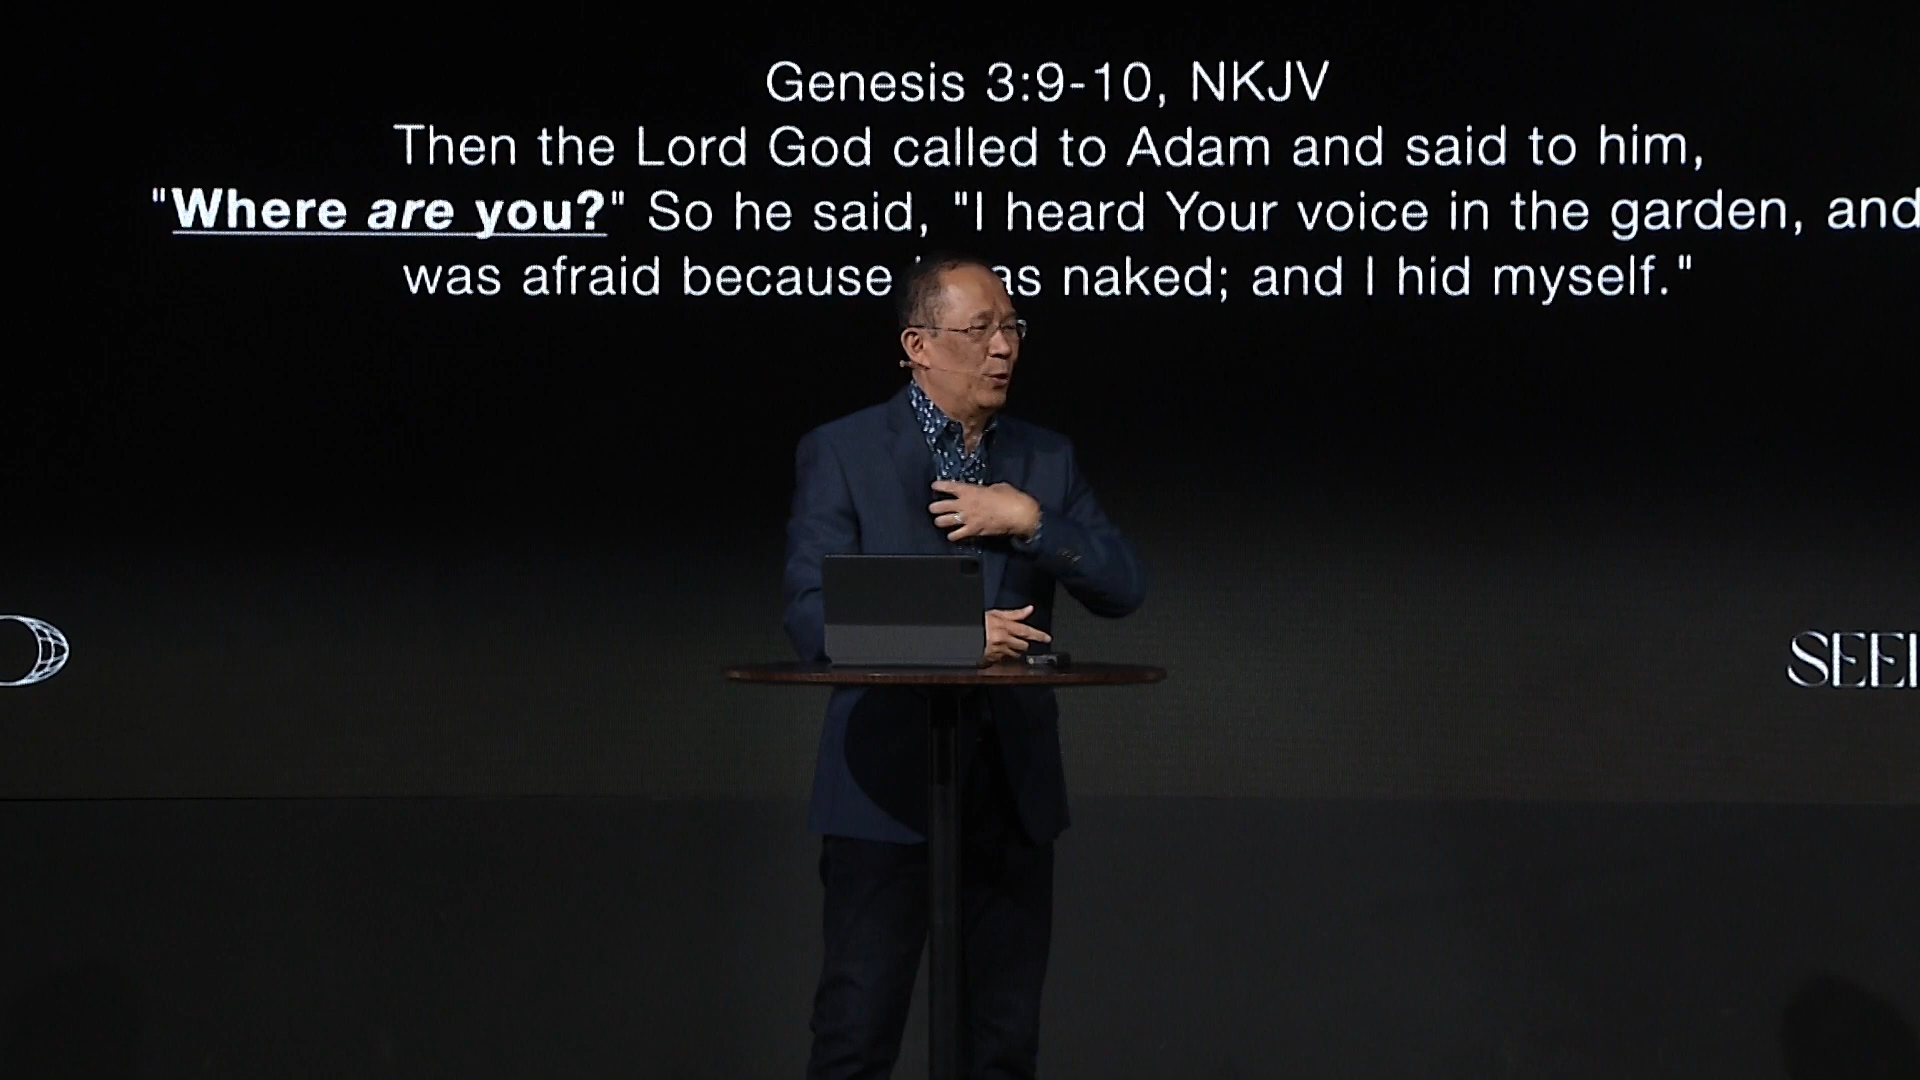 Genesis 3:9-10, NKJV
Then the Lord God called to Adam and said to him,
"Where are you?" So he said, "I heard Your voice in the garden, and
was afraid because as naked; and I hid myself."
SEE